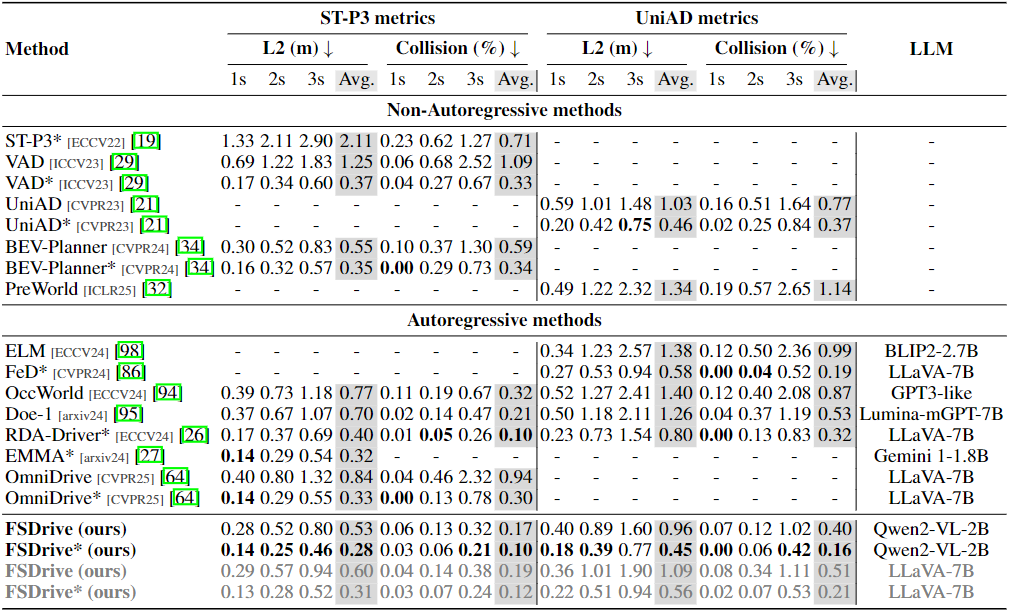 ST-P3 metrics UniAD metrics
Method L2 (m) ↓ Collision (%) ↓ L2 (m) ↓ Collision (%) ↓ LLM
1s 2s 3s Avg. 1s 2s 3s Avg. 1s 2s 3s Avg. 1s 2s 3s Avg.
Non-Autoregressive methods
ST-P3* [ECCV22] [19] 1.33 2.11 2.90 2.11 0.23 0.62 1.27 0.71 - - - - - - - - -
VAD [ICCV23] [29] 0.69 1.22 1.83 1.25 0.06 0.68 2.52 1.09 - - - - - - - - -
VAD* [ICCV23] [29] 0.17 0.34 0.60 0.37 0.04 0.27 0.67 0.33 - - - - - - - - -
UniAD [CVPR23] [21] - - - - - - - - 0.59 1.01 1.48 1.03 0.16 0.51 1.64 0.77 -
UniAD* [CVPR23] [21] - - - - - - - - 0.20 0.42 0.75 0.46 0.02 0.25 0.84 0.37 -
BEV-Planner [CVPR24] [34] 0.30 0.52 0.83 0.55 0.10 0.37 1.30 0.59 - - - - - - - - -
BEV-Planner* [CVPR24] [34] 0.16 0.32 0.57 0.35 0.00 0.29 0.73 0.34 - - - - - - - - -
PreWorld [ICLR25] [32] - - - - - - - - 0.49 1.22 2.32 1.34 0.19 0.57 2.65 1.14 -
Autoregressive methods
ELM [ECCV24] [98] - - - - - - - - 0.34 1.23 2.57 1.38 0.12 0.50 2.36 0.99 BLIP2-2.7B
FeD* [CVPR24] [86] - - - - - - - - 0.27 0.53 0.94 0.58 0.00 0.04 0.52 0.19 LLaVA-7B
OccWorld [ECCV24] [94] 0.39 0.73 1.18 0.77 0.11 0.19 0.67 0.32 0.52 1.27 2.41 1.40 0.12 0.40 2.08 0.87 GPT3-like
Doe-1 [arxiv24] [95] 0.37 0.67 1.07 0.70 0.02 0.14 0.47 0.21 0.50 1.18 2.11 1.26 0.04 0.37 1.19 0.53 Lumina-mGPT-7B
RDA-Driver* [ECCV24] [26] 0.17 0.37 0.69 0.40 0.01 0.05 0.26 0.10 0.23 0.73 1.54 0.80 0.00 0.13 0.83 0.32 LLaVA-7B
EMMA* [arxiv24] [27] 0.14 0.29 0.54 0.32 - - - - - - - - - - - - Gemini 1-1.8B
OmniDrive [CVPR25] [64] 0.40 0.80 1.32 0.84 0.04 0.46 2.32 0.94 - - - - - - - - LLaVA-7B
OmniDrive* [CVPR25] [64] 0.14 0.29 0.55 0.33 0.00 0.13 0.78 0.30 - - - - - - - - LLaVA-7B
FSDrive (ours) 0.28 0.52 0.80 0.53 0.06 0.13 0.32 0.17 0.40 0.89 1.60 0.96 0.07 0.12 1.02 0.40 Qwen2-VL-2B
FSDrive* (ours) 0.14 0.25 0.46 0.28 0.03 0.06 0.21 0.10 0.18 0.39 0.77 0.45 0.00 0.06 0.42 0.16 Qwen2-VL-2B
FSDrive (ours) 0.29 0.57 0.94 0.60 0.04 0.14 0.38 0.19 0.36 1.01 1.90 1.09 0.08 0.34 1.11 0.51 LLaVA-7B
FSDrive* (ours) 0.13 0.28 0.52 0.31 0.03 0.07 0.24 0.12 0.22 0.51 0.94 0.56 0.02 0.07 0.53 0.21 LLaVA-7B